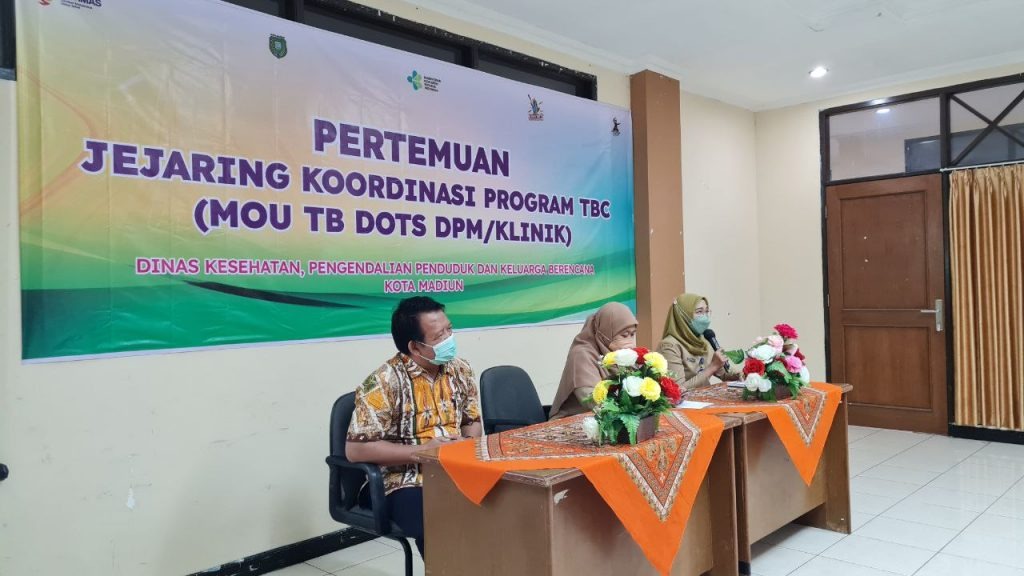 PERTEMUAN
JEJARING KOORDINASI PROGRAM TBC
(MOU TB DOTS DPM/KLINIK)
DINAS KESEHATAN, PENGENDALIAN PENDUDUK DAN KELUARGA BERENCANA
KOTA MADIUN